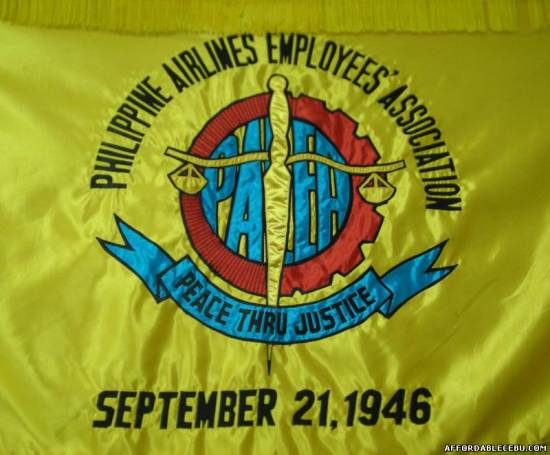 PHILIPPINE AIRLINES EMPLOYEES' ASSOCIATION
PALEA
PEACE THRU JUSTICE
SEPTEMBER 21, 1946
AFFORDABLECEBU.COM